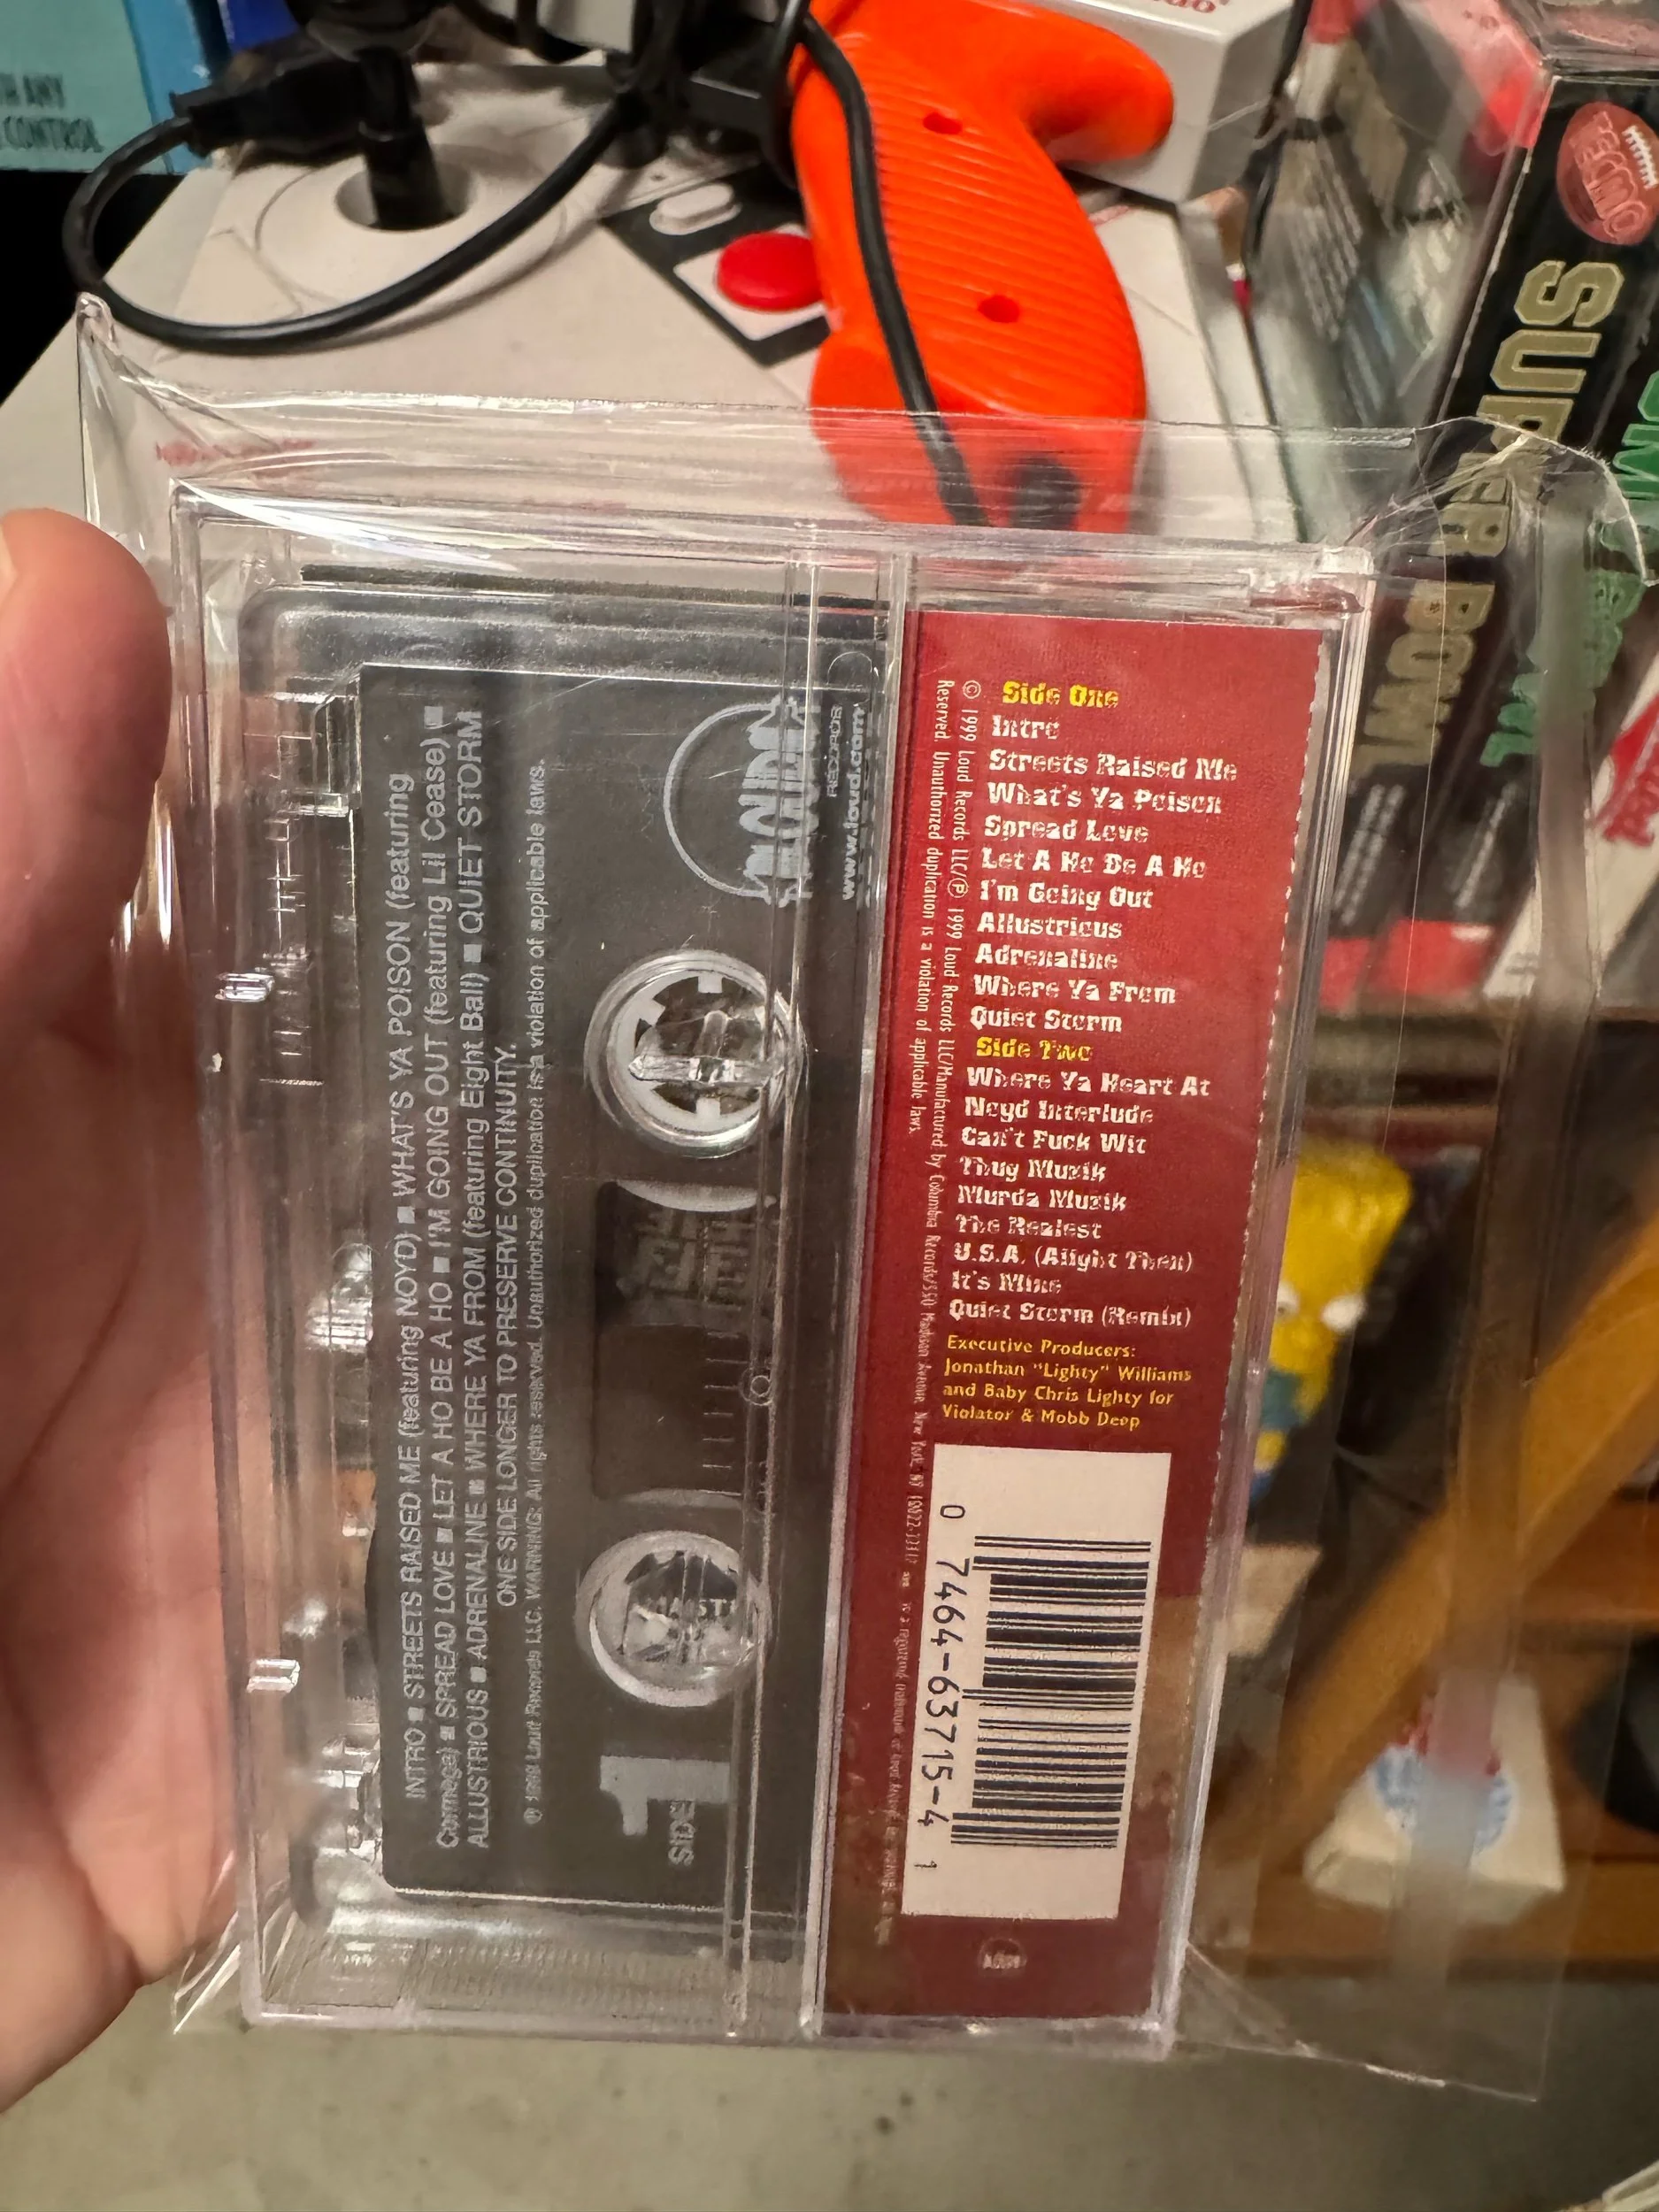 TH ANY
CONTROL
TECMO
SUPER BOWL
Side One
Intro
Streets Raised Me
What's Ya Poison
Spread Love
Let A Ho Be A Ho
I'm Going Out
Allustrious
Adrenaline
Where Ya From
Quiet Storm
Side Two
Where Ya Heart At
Noyd Interlude
Can't Fuck Wit
Thug Muzik
Murda Muzik
The Realest
U.S.A. (Aiight Then)
It's Mine
Quiet Storm (Remix)
Executive Producers:
Jonathan "Lighty" Williams
and Baby Chris Lighty for
Violator & Mobb Deep
© 1999 Loud Records LLC/℗ 1999 Loud Records LLC/Manufactured by Columbia Records/550 Madison Avenue, New York, NY
Reserved. Unauthorized duplication is a violation of applicable laws.
0 7464-63715-4 1
LOUD
RECORDS
www.loud.com
INTRO ■ STREETS RAISED ME (featuring NOYD) ■ WHAT'S YA POISON (featuring
Cormega) ■ SPREAD LOVE ■ LET A HO BE A HO ■ I'M GOING OUT (featuring Lil Cease) ■
ALLUSTRIOUS ■ ADRENALINE ■ WHERE YA FROM (featuring Eight Ball) ■ QUIET STORM
ONE SIDE LONGER TO PRESERVE CONTINUITY.
℗ 1999 Loud Records LLC. WARNING: All rights reserved. Unauthorized duplication is a violation of applicable laws.
SIDE 1